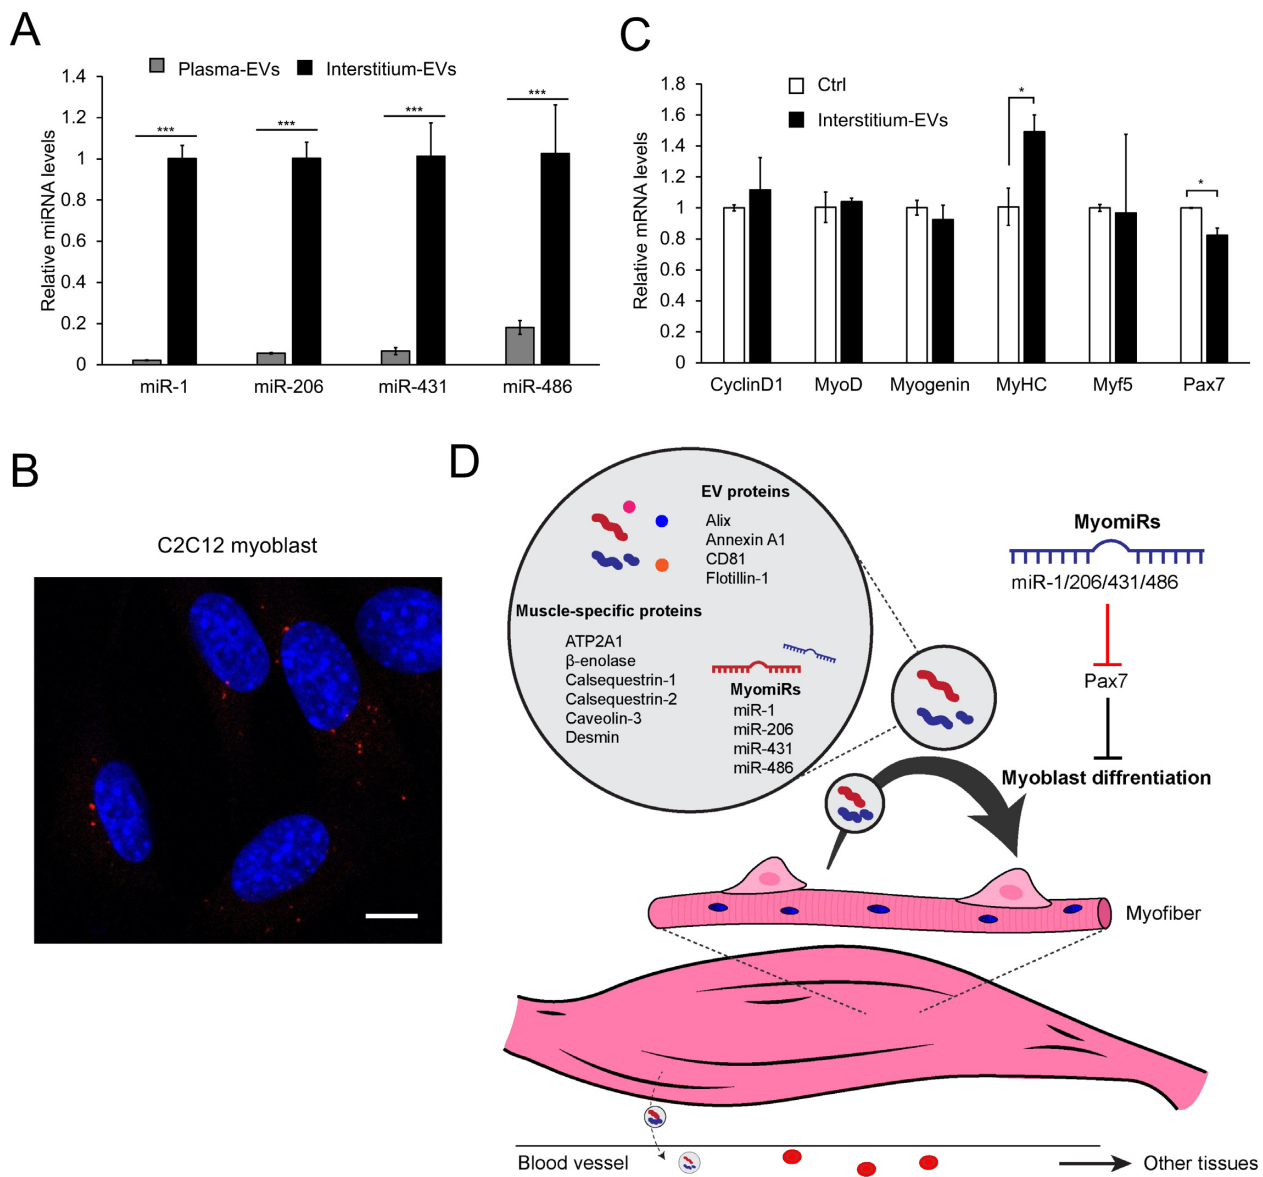 A
Plasma-EVs
Interstitium-EVs
Relative miRNA levels
1.4
1.2
1
0.8
0.6
0.4
0.2
0
***
***
***
***
miR-1
miR-206
miR-431
miR-486
C
Ctrl
Interstitium-EVs
Relative mRNA levels
1.8
1.6
1.4
1.2
1
0.8
0.6
0.4
0.2
0
*
*
CyclinD1
MyoD
Myogenin
MyHC
Myf5
Pax7
B
C2C12 myoblast
D
EV proteins
Alix
Annexin A1
CD81
Flotillin-1
Muscle-specific proteins
ATP2A1
β-enolase
Calsequestrin-1
Calsequestrin-2
Caveolin-3
Desmin
MyomiRs
miR-1
miR-206
miR-431
miR-486
MyomiRs
miR-1/206/431/486
Pax7
Myoblast diffrentiation
Myofiber
Blood vessel
Other tissues